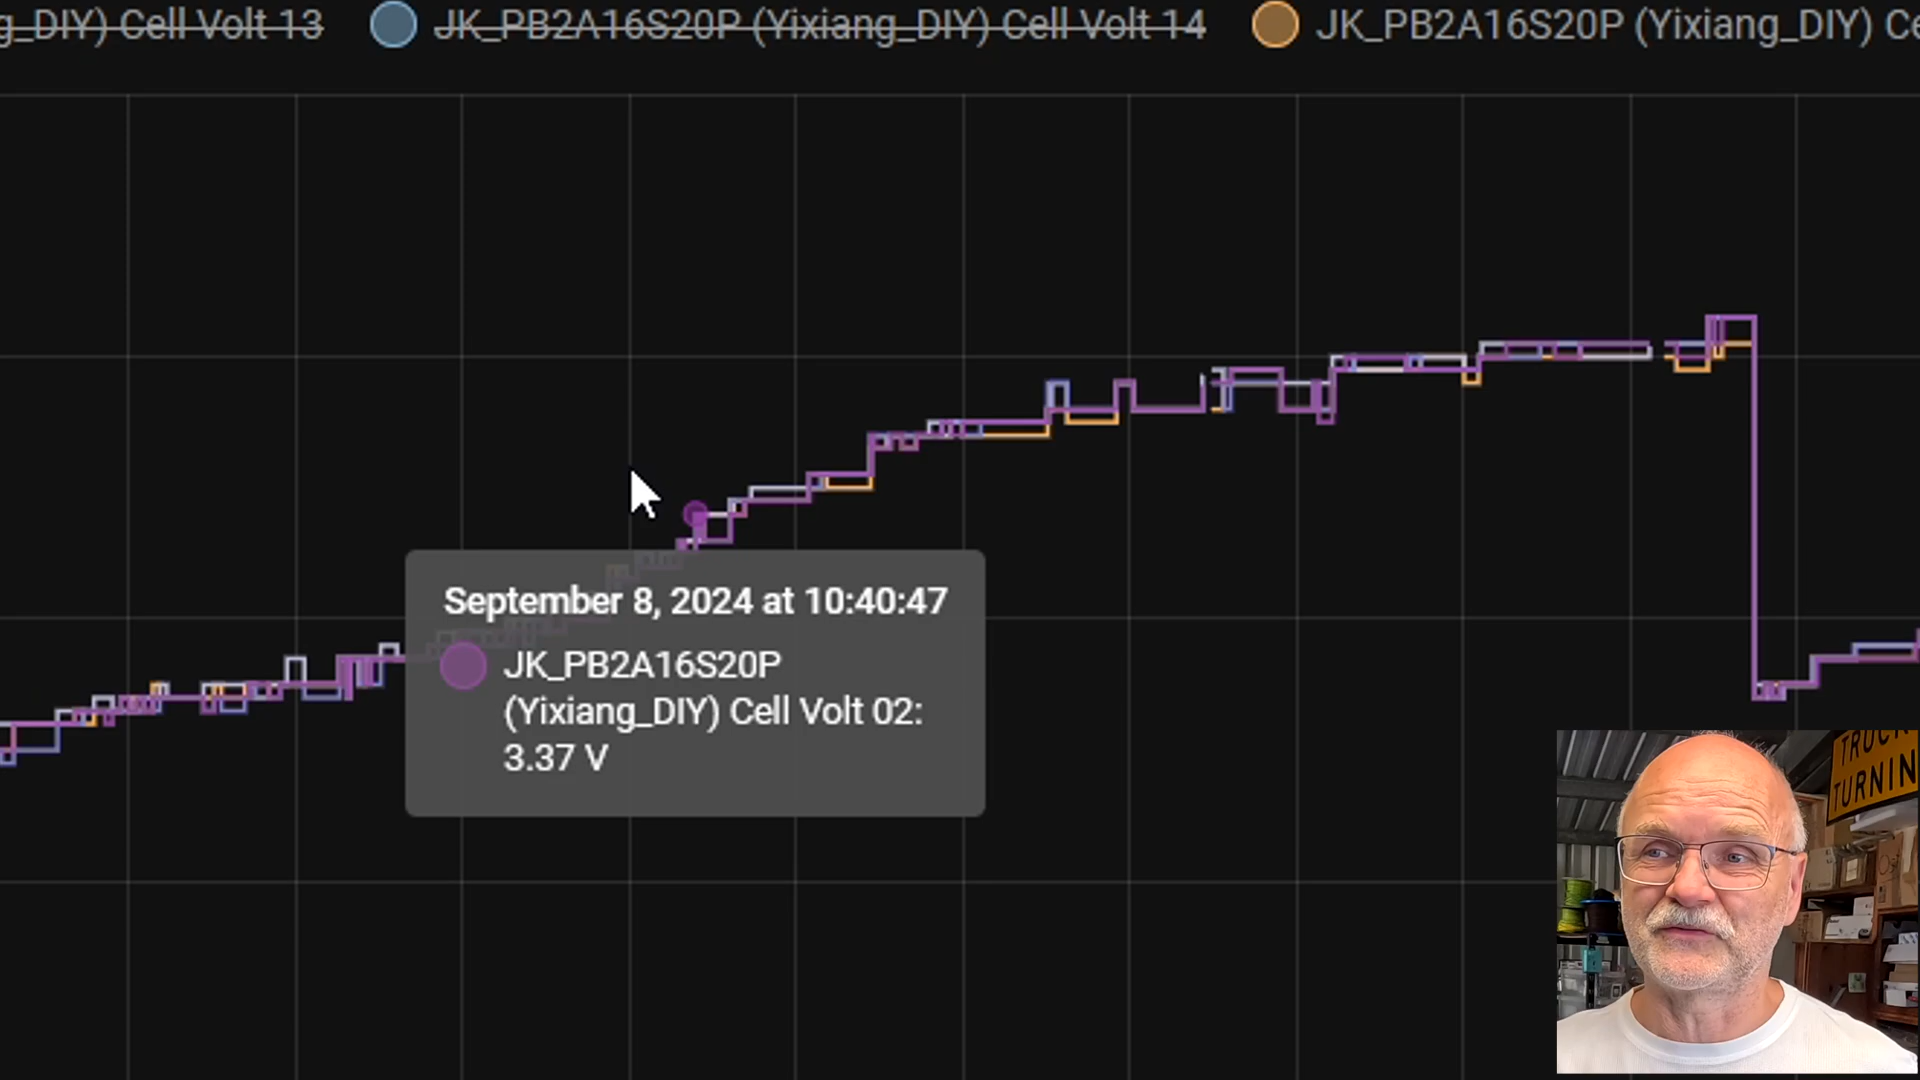 g_DIY) Cell Volt 13 JK_PB2A16S20P (Yixiang_DIY) Cell Volt 14 JK_PB2A16S20P (Yixiang_DIY) Ce
September 8, 2024 at 10:40:47
JK_PB2A16S20P
(Yixiang_DIY) Cell Volt 02:
3.37 V
TRUCK
TURNIN